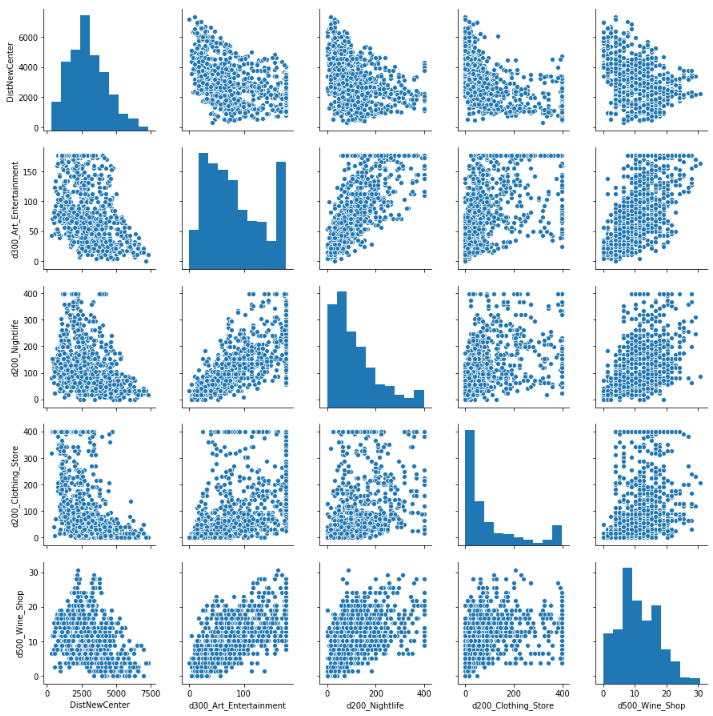 DistNewCenter
6000
4000
2000
0
d300_Art_Entertainment
150
100
50
0
d200_Nightlife
400
300
200
100
0
d200_Clothing_Store
400
300
200
100
0
d500_Wine_Shop
30
20
10
0
0 2500 5000 7500
DistNewCenter
0 100
d300_Art_Entertainment
0 200 400
d200_Nightlife
0 200 400
d200_Clothing_Store
0 10 20 30
d500_Wine_Shop